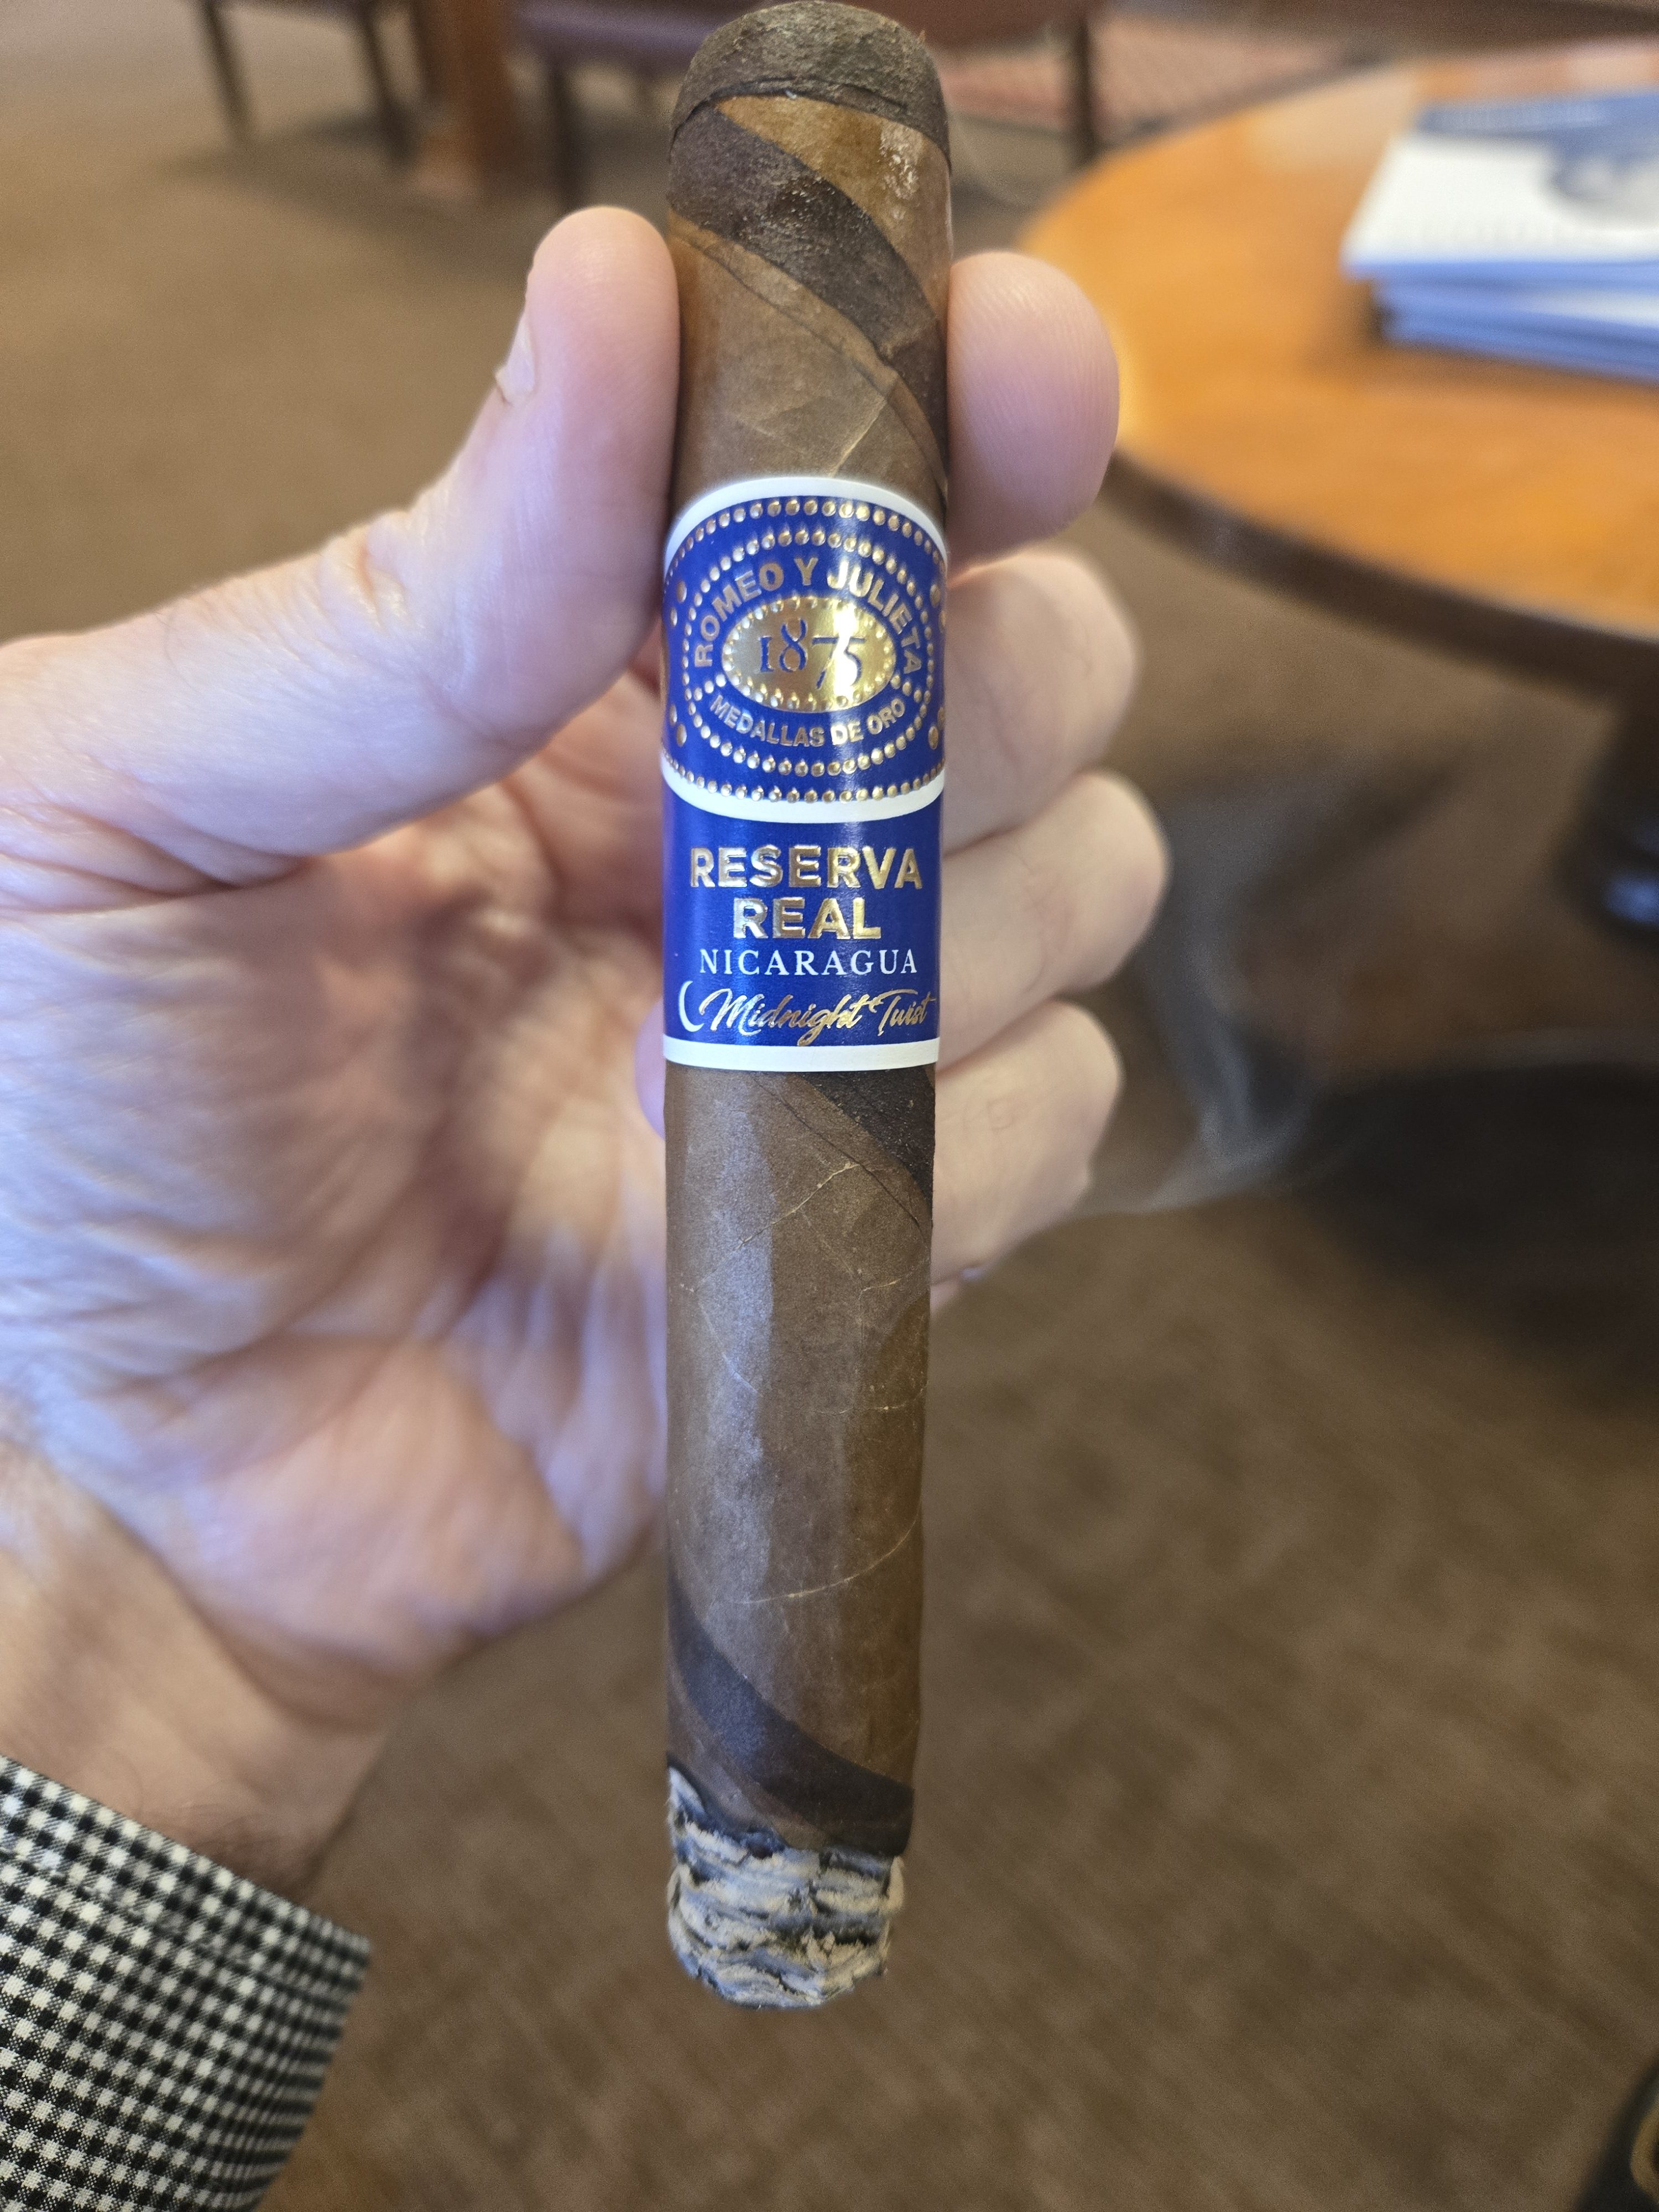 ROMEO Y JULIETA
1875
MEDALLAS DE ORO
RESERVA
REAL
NICARAGUA
Midnight Twist